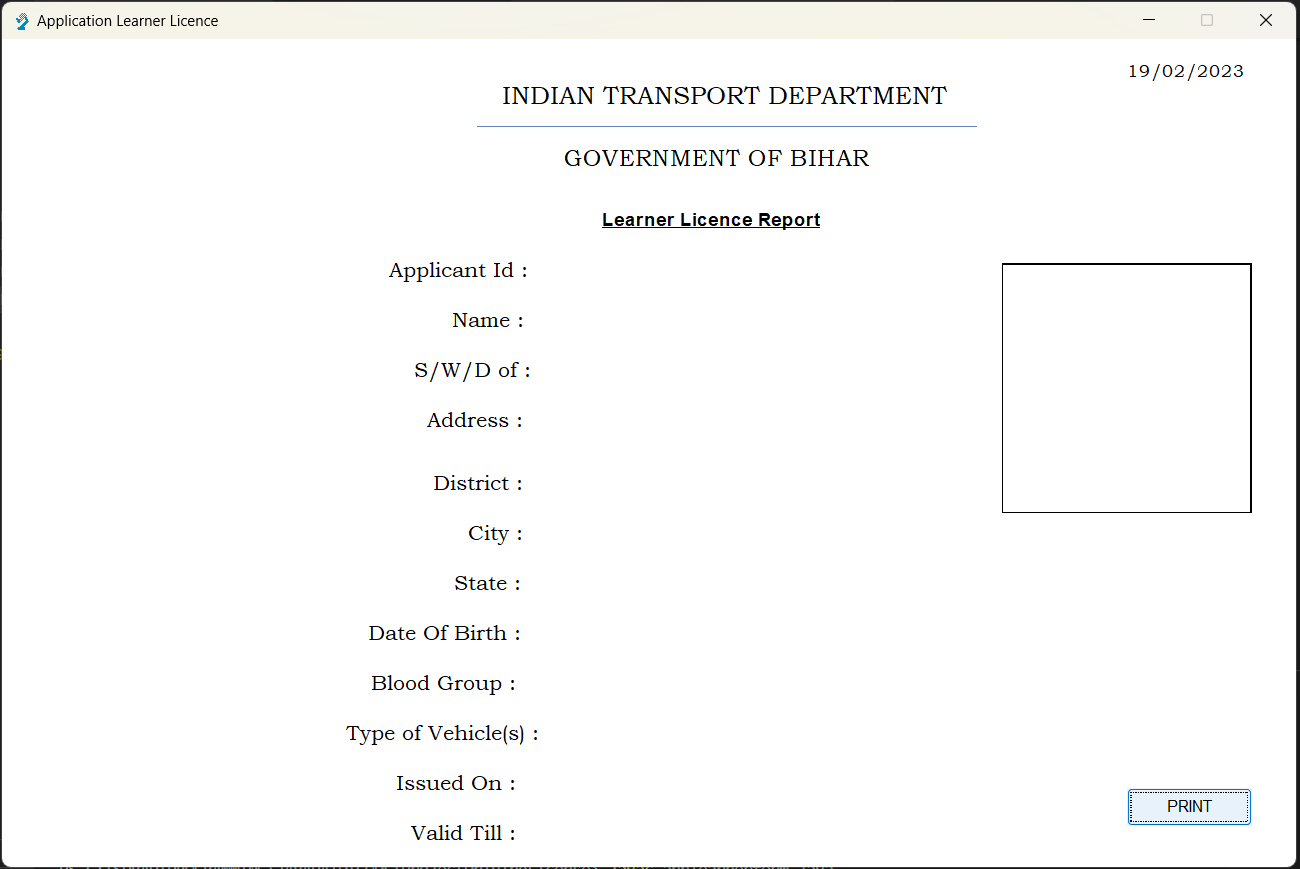 Application Learner Licence
19/02/2023
INDIAN TRANSPORT DEPARTMENT
GOVERNMENT OF BIHAR
Learner Licence Report
Applicant Id :
Name :
S/W/D of :
Address :
District :
City :
State :
Date Of Birth :
Blood Group :
Type of Vehicle(s) :
Issued On :
PRINT
Valid Till :